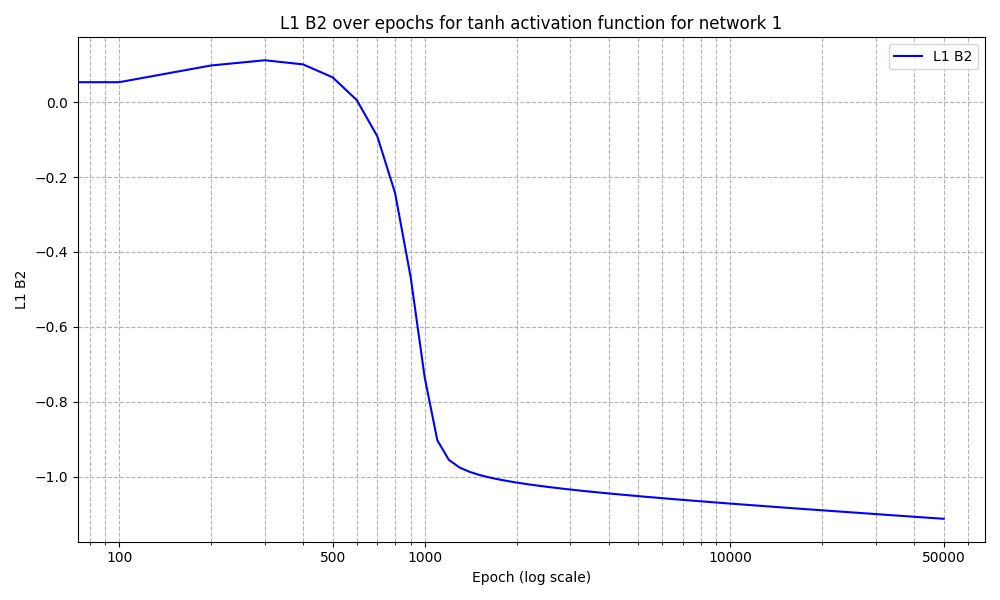 L1 B2 over epochs for tanh activation function for network 1
L1 B2
0.0
−0.2
−0.4
−0.6
−0.8
−1.0
L1 B2
100
500
1000
10000
50000
Epoch (log scale)